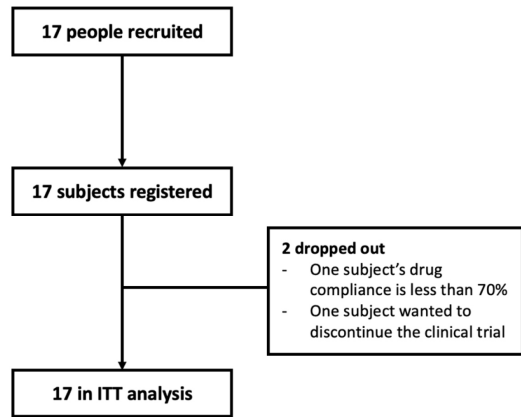 17 people recruited
17 subjects registered
2 dropped out
- One subject's drug
compliance is less than 70%
- One subject wanted to
discontinue the clinical trial
17 in ITT analysis